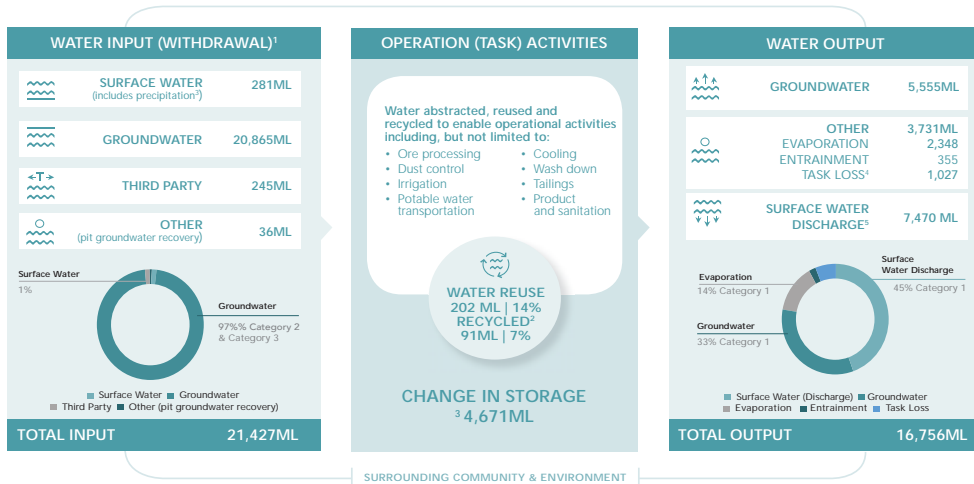 WATER INPUT (WITHDRAWAL)¹
SURFACE WATER
(includes precipitation³)
281ML
GROUNDWATER
20,865ML
THIRD PARTY
245ML
OTHER
(pit groundwater recovery)
36ML
Surface Water
1%
Groundwater
97%% Category 2
& Category 3
Surface Water
Groundwater
Third Party
Other (pit groundwater recovery)
TOTAL INPUT
21,427ML
OPERATION (TASK) ACTIVITIES
Water abstracted, reused and
recycled to enable operational activities
including, but not limited to:
• Ore processing
• Dust control
• Irrigation
• Potable water
transportation
• Cooling
• Wash down
• Tailings
• Product
and sanitation
WATER REUSE
202 ML | 14%
RECYCLED²
91ML | 7%
CHANGE IN STORAGE
³ 4,671ML
WATER OUTPUT
GROUNDWATER
5,555ML
OTHER 3,731ML
EVAPORATION 2,348
ENTRAINMENT 355
TASK LOSS⁴ 1,027
SURFACE WATER
DISCHARGE⁵
7,470 ML
Surface
Water Discharge
45% Category 1
Evaporation
14% Category 1
Groundwater
33% Category 1
Surface Water (Discharge)
Groundwater
Evaporation
Entrainment
Task Loss
TOTAL OUTPUT
16,756ML
SURROUNDING COMMUNITY & ENVIRONMENT